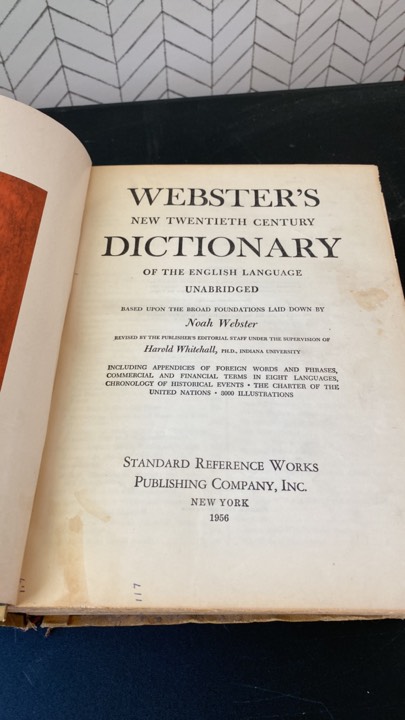 WEBSTER'S
NEW TWENTIETH CENTURY
DICTIONARY
OF THE ENGLISH LANGUAGE
UNABRIDGED
BASED UPON THE BROAD FOUNDATIONS LAID DOWN BY
Noah Webster
REVISED BY THE PUBLISHER'S EDITORIAL STAFF UNDER THE SUPERVISION OF
Harold Whitehall, PH.D., INDIANA UNIVERSITY
INCLUDING APPENDICES OF FOREIGN WORDS AND PHRASES,
COMMERCIAL AND FINANCIAL TERMS IN EIGHT LANGUAGES,
CHRONOLOGY OF HISTORICAL EVENTS • THE CHARTER OF THE
UNITED NATIONS • 3000 ILLUSTRATIONS
STANDARD REFERENCE WORKS
PUBLISHING COMPANY, INC.
NEW YORK
1956
117